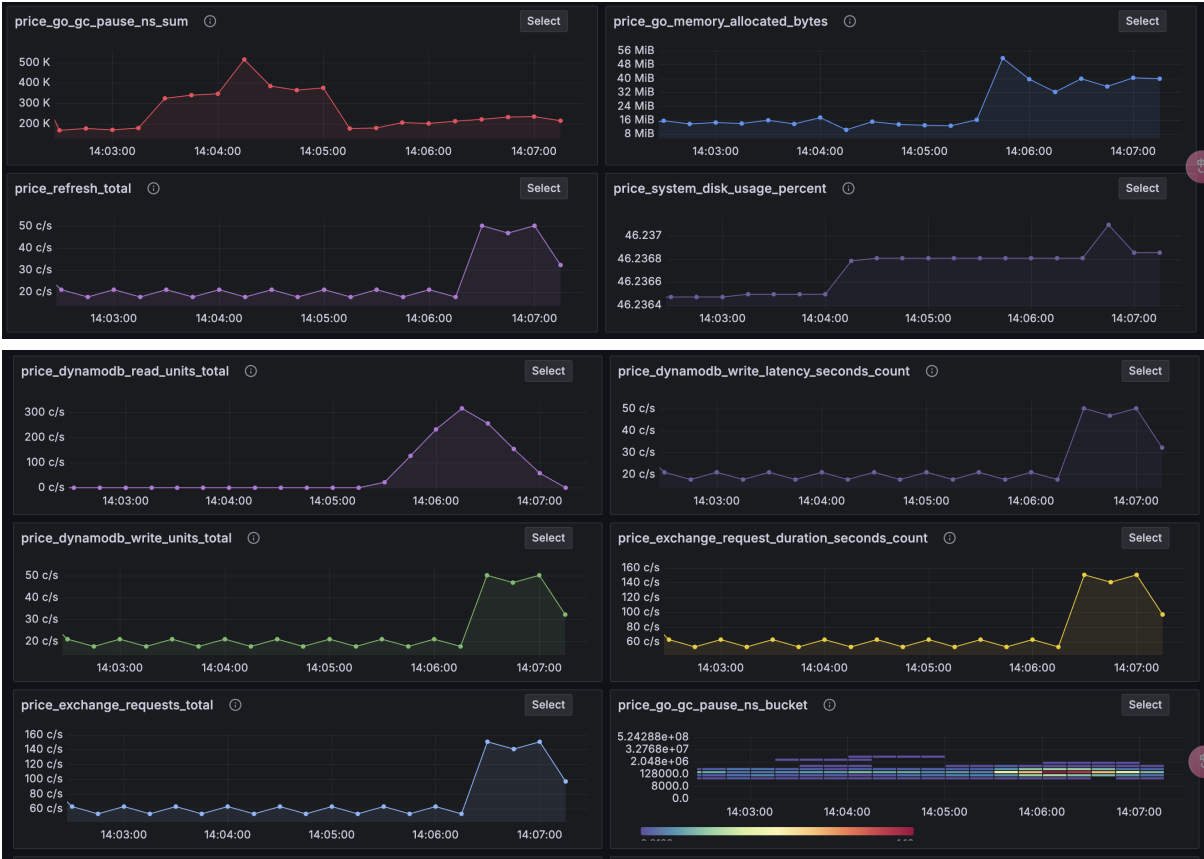 price_go_gc_pause_ns_sum Select
500 K
400 K
300 K
200 K
14:03:00 14:04:00 14:05:00 14:06:00 14:07:00
price_go_memory_allocated_bytes Select
56 MiB
48 MiB
40 MiB
32 MiB
24 MiB
16 MiB
8 MiB
14:03:00 14:04:00 14:05:00 14:06:00 14:07:00
price_refresh_total Select
50 c/s
40 c/s
30 c/s
20 c/s
14:03:00 14:04:00 14:05:00 14:06:00 14:07:00
price_system_disk_usage_percent Select
46.237
46.2368
46.2366
46.2364
14:03:00 14:04:00 14:05:00 14:06:00 14:07:00
price_dynamodb_read_units_total Select
300 c/s
200 c/s
100 c/s
0 c/s
14:03:00 14:04:00 14:05:00 14:06:00 14:07:00
price_dynamodb_write_latency_seconds_count Select
50 c/s
40 c/s
30 c/s
20 c/s
14:03:00 14:04:00 14:05:00 14:06:00 14:07:00
price_dynamodb_write_units_total Select
50 c/s
40 c/s
30 c/s
20 c/s
14:03:00 14:04:00 14:05:00 14:06:00 14:07:00
price_exchange_request_duration_seconds_count Select
160 c/s
140 c/s
120 c/s
100 c/s
80 c/s
60 c/s
14:03:00 14:04:00 14:05:00 14:06:00 14:07:00
price_exchange_requests_total Select
160 c/s
140 c/s
120 c/s
100 c/s
80 c/s
60 c/s
14:03:00 14:04:00 14:05:00 14:06:00 14:07:00
price_go_gc_pause_ns_bucket Select
5.24288e+08
3.2768e+07
2.048e+06
128000.0
8000.0
0.0
14:03:00 14:04:00 14:05:00 14:06:00 14:07:00